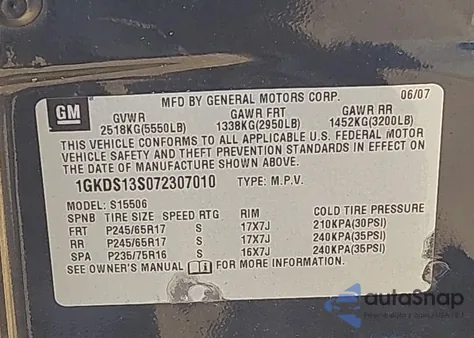 MFD BY GENERAL MOTORS CORP. 06/07
GM
GVWR GAWR FRT GAWR RR
2518KG(5550LB) 1338KG(2950LB) 1452KG(3200LB)
THIS VEHICLE CONFORMS TO ALL APPLICABLE U.S. FEDERAL MOTOR
VEHICLE SAFETY AND THEFT PREVENTION STANDARDS IN EFFECT ON
THE DATE OF MANUFACTURE SHOWN ABOVE.
1GKDS13S072307010 TYPE: M.P.V.
MODEL: S15506
SPNB TIRE SIZE SPEED RTG RIM COLD TIRE PRESSURE
FRT P245/65R17 S 17X7J 210KPA(30PSI)
RR P245/65R17 S 17X7J 240KPA(35PSI)
SPA P235/75R16 S 16X7J 240KPA(35PSI)
SEE OWNER'S MANUAL FOR MORE INFORMATION.
autoSnap